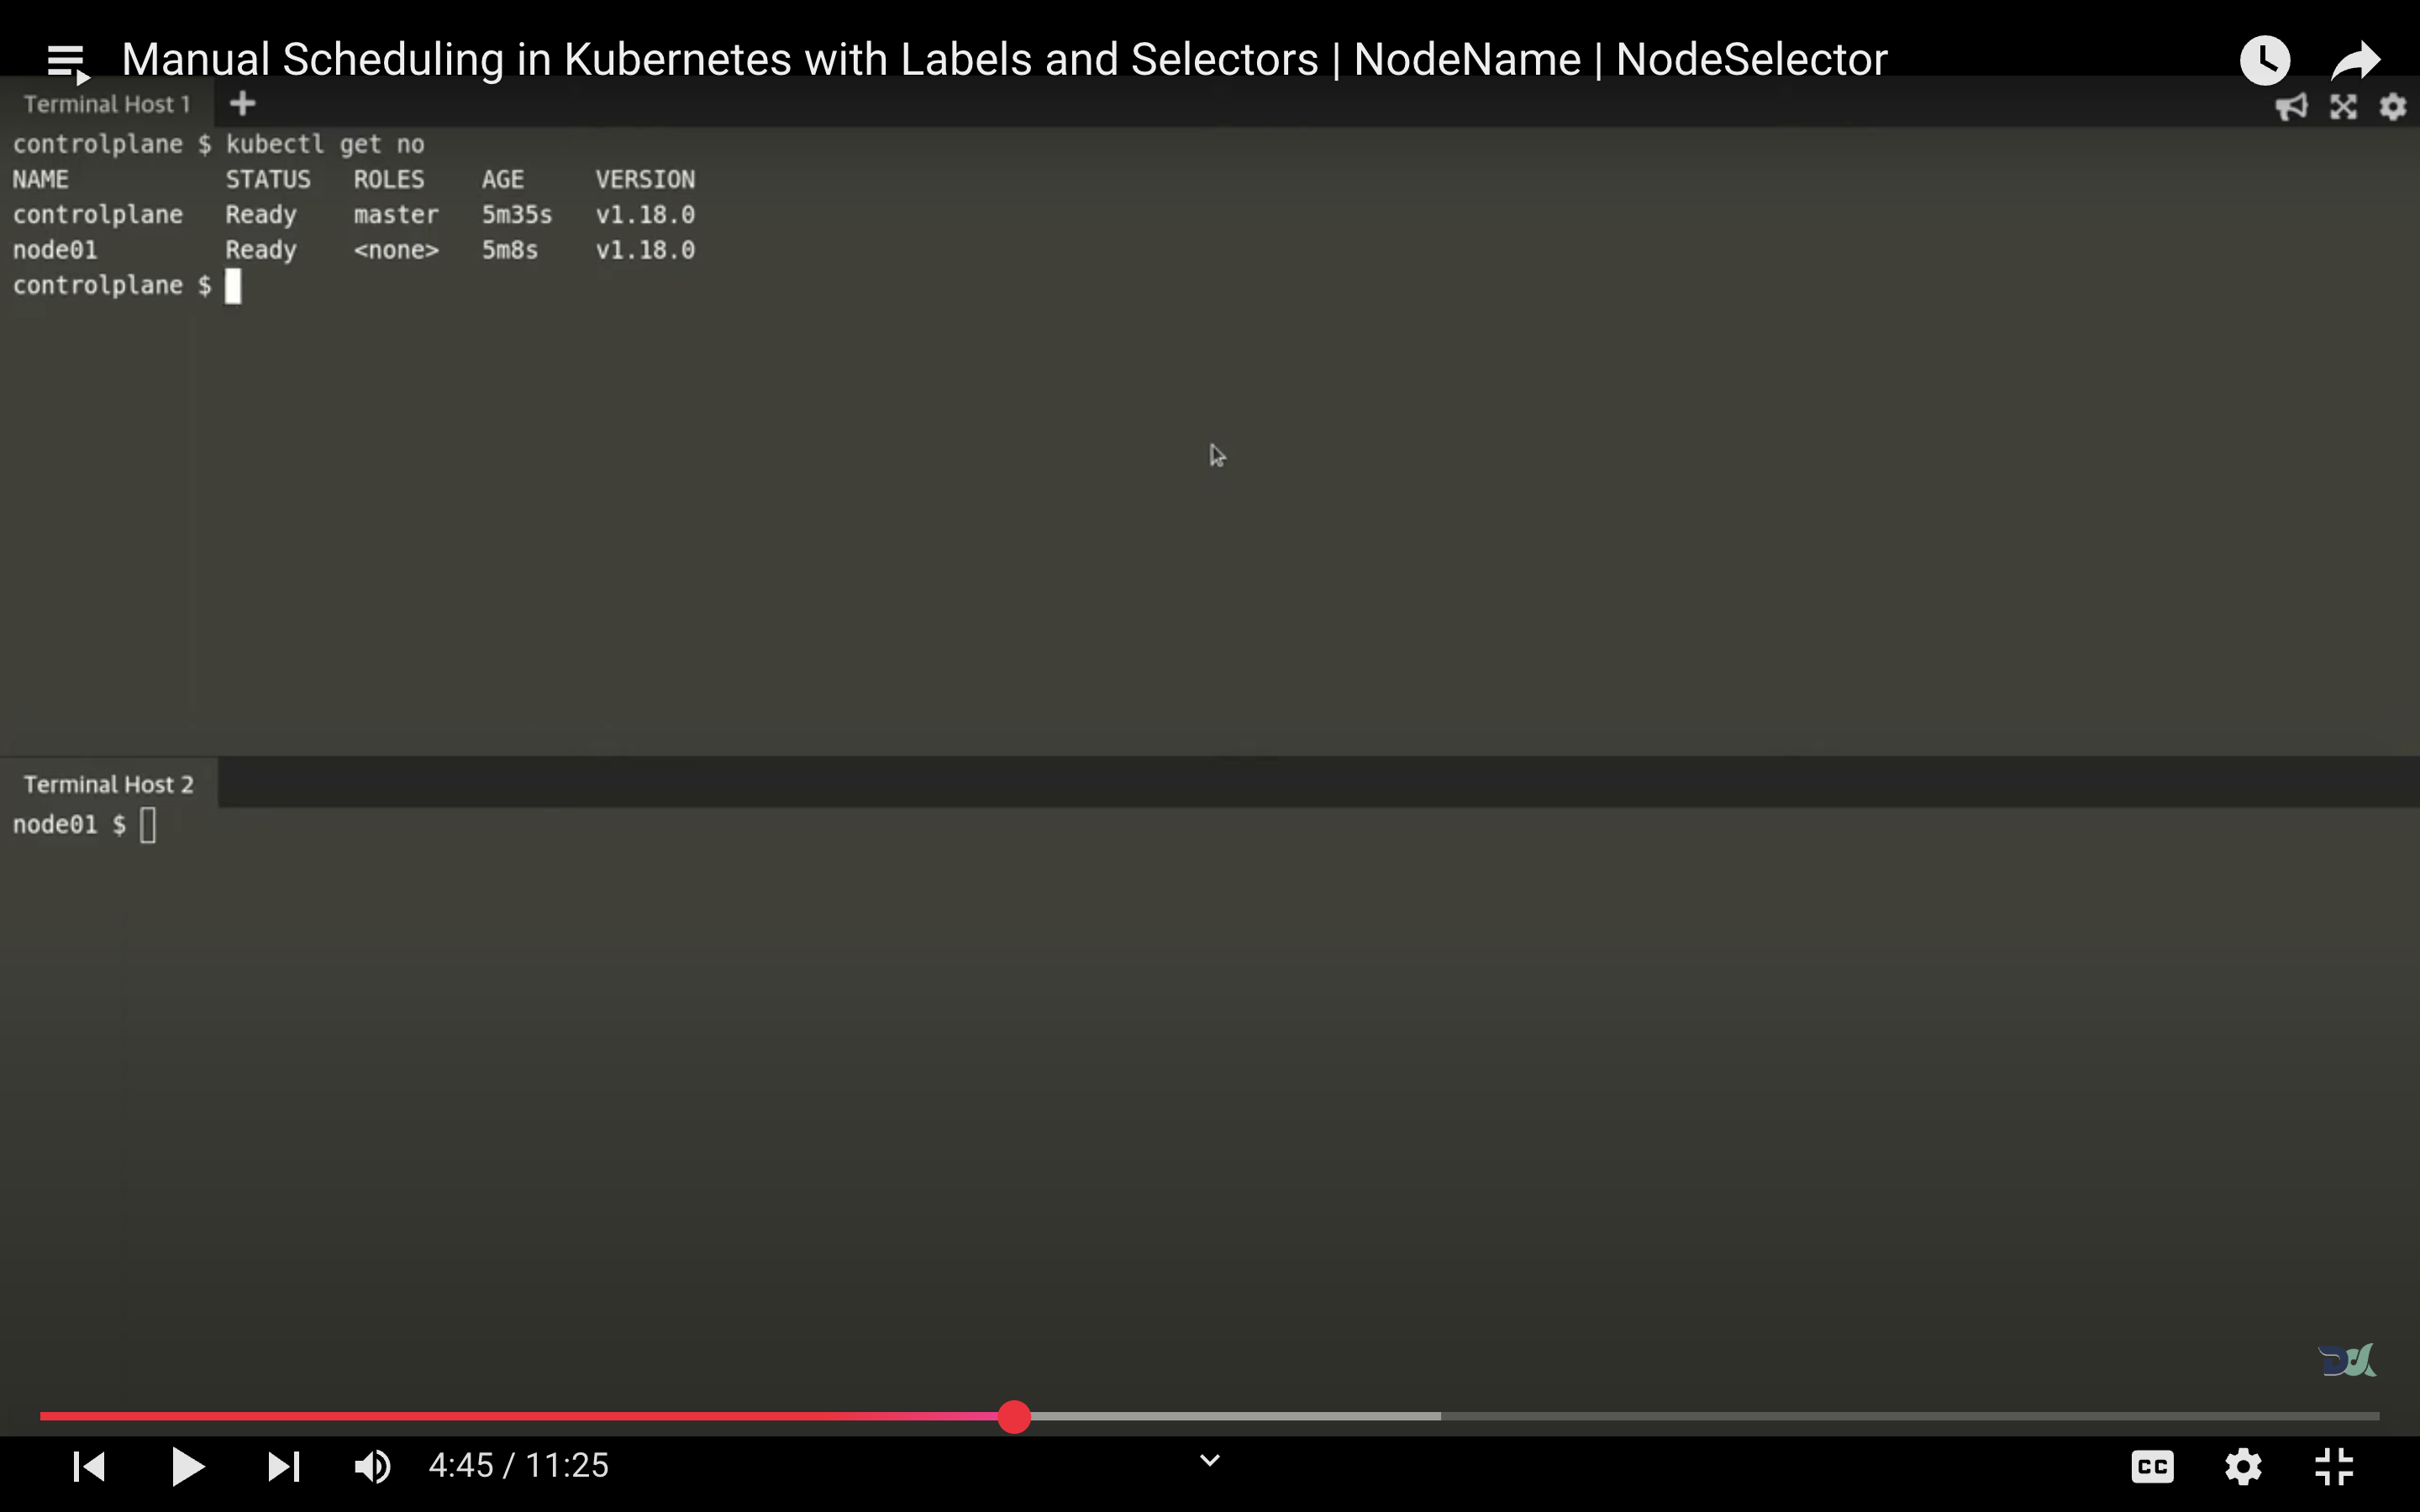 Manual Scheduling in Kubernetes with Labels and Selectors | NodeName | NodeSelector
Terminal Host 1
controlplane $ kubectl get no
NAME STATUS ROLES AGE VERSION
controlplane Ready master 5m35s v1.18.0
node01 Ready <none> 5m8s v1.18.0
controlplane $
Terminal Host 2
node01 $
4:45 / 11:25
CC